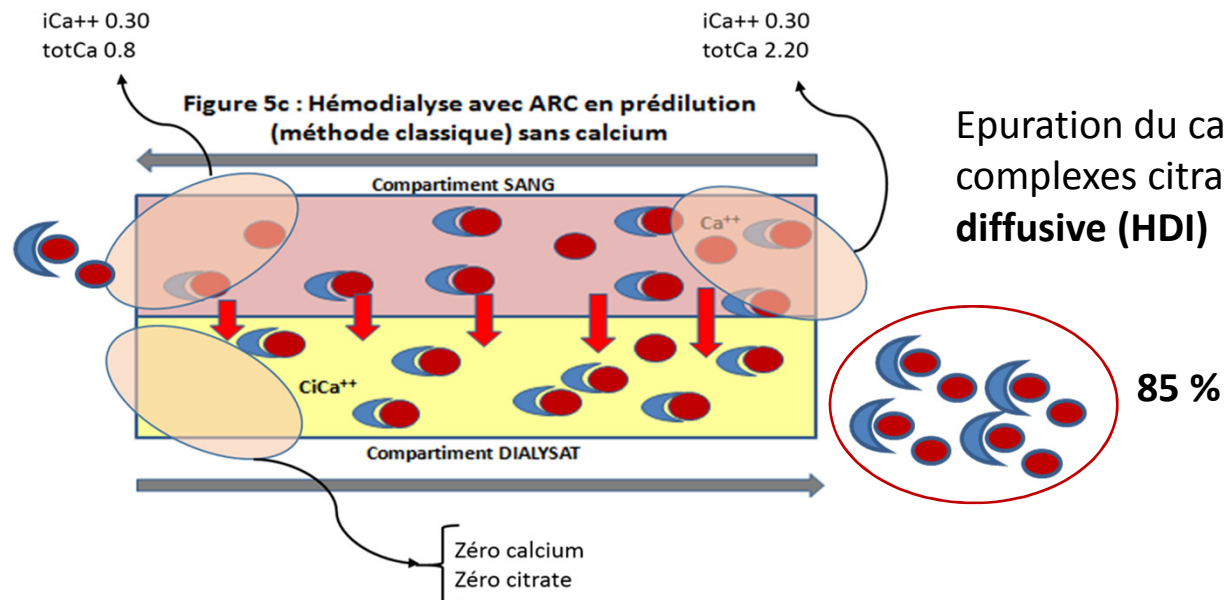 iCa++ 0.30
totCa 0.8
iCa++ 0.30
totCa 2.20
Figure 5c : Hémodialyse avec ARC en prédilution
(méthode classique) sans calcium
Epuration du ca
complexes citra
diffusive (HDI)
Compartiment SANG
Ca++
85 %
CiCa++
Compartiment DIALYSAT
Zéro calcium
Zéro citrate